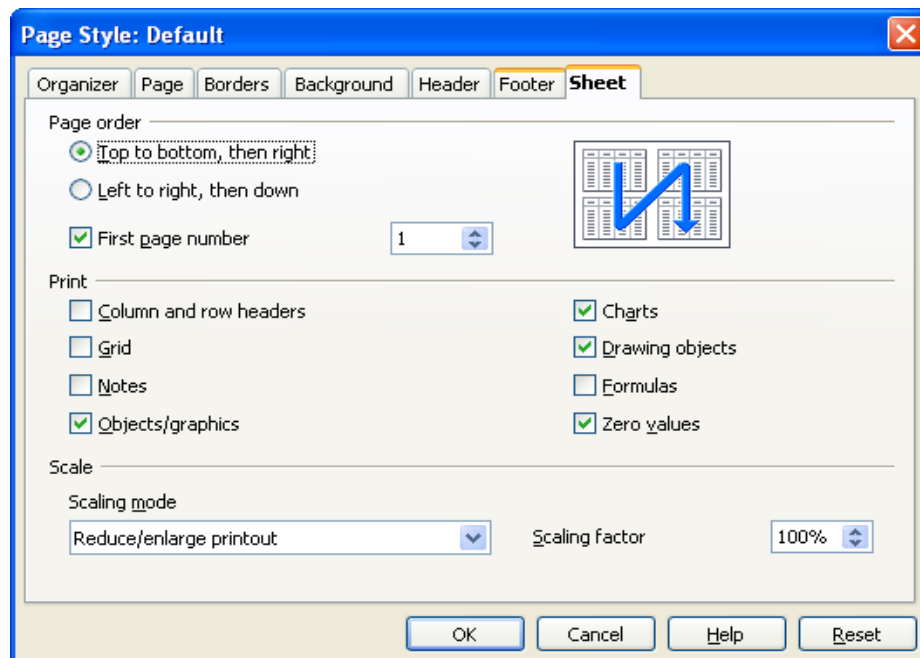 Page Style: Default
Organizer Page Borders Background Header Footer Sheet
Page order
Top to bottom, then right
Left to right, then down
First page number 1
Print
Column and row headers Charts
Grid Drawing objects
Notes Formulas
Objects/graphics Zero values
Scale
Scaling mode
Reduce/enlarge printout Scaling factor 100%
OK Cancel Help Reset